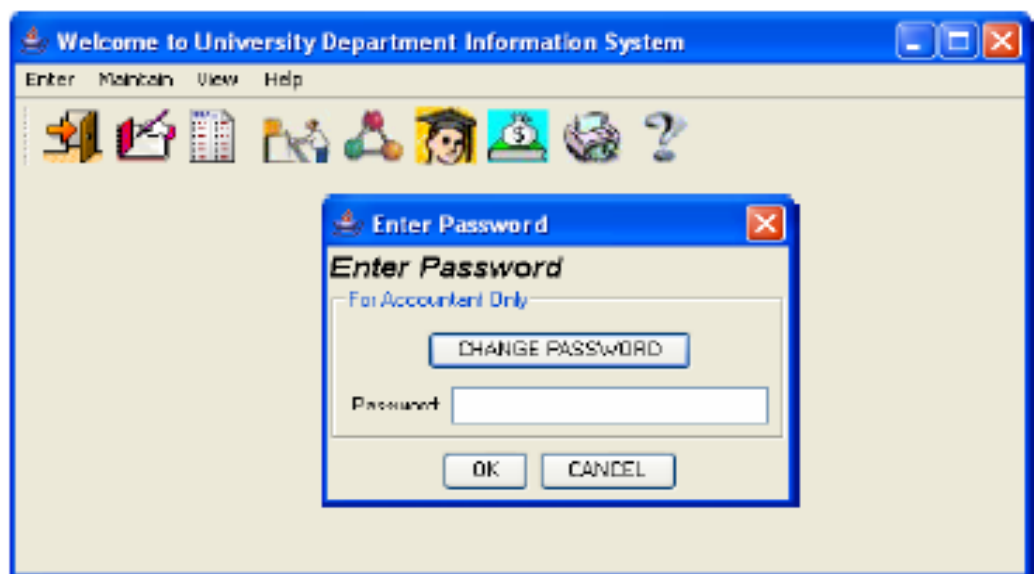 Welcome to University Department Information System
Enter Maintain View Help
Enter Password
Enter Password
For Accountant Only
CHANGE PASSWORD
Password
OK CANCEL